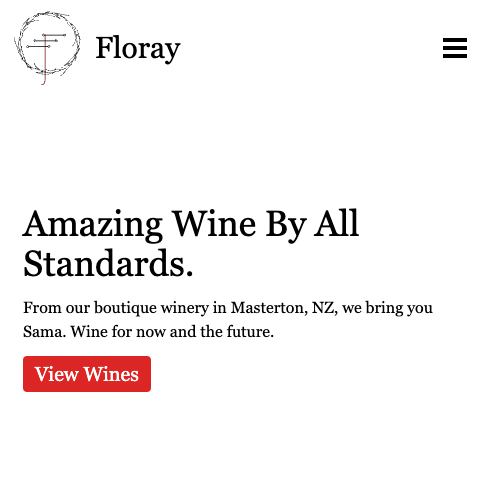 Floray
Amazing Wine By All
Standards.
From our boutique winery in Masterton, NZ, we bring you
Sama. Wine for now and the future.
View Wines